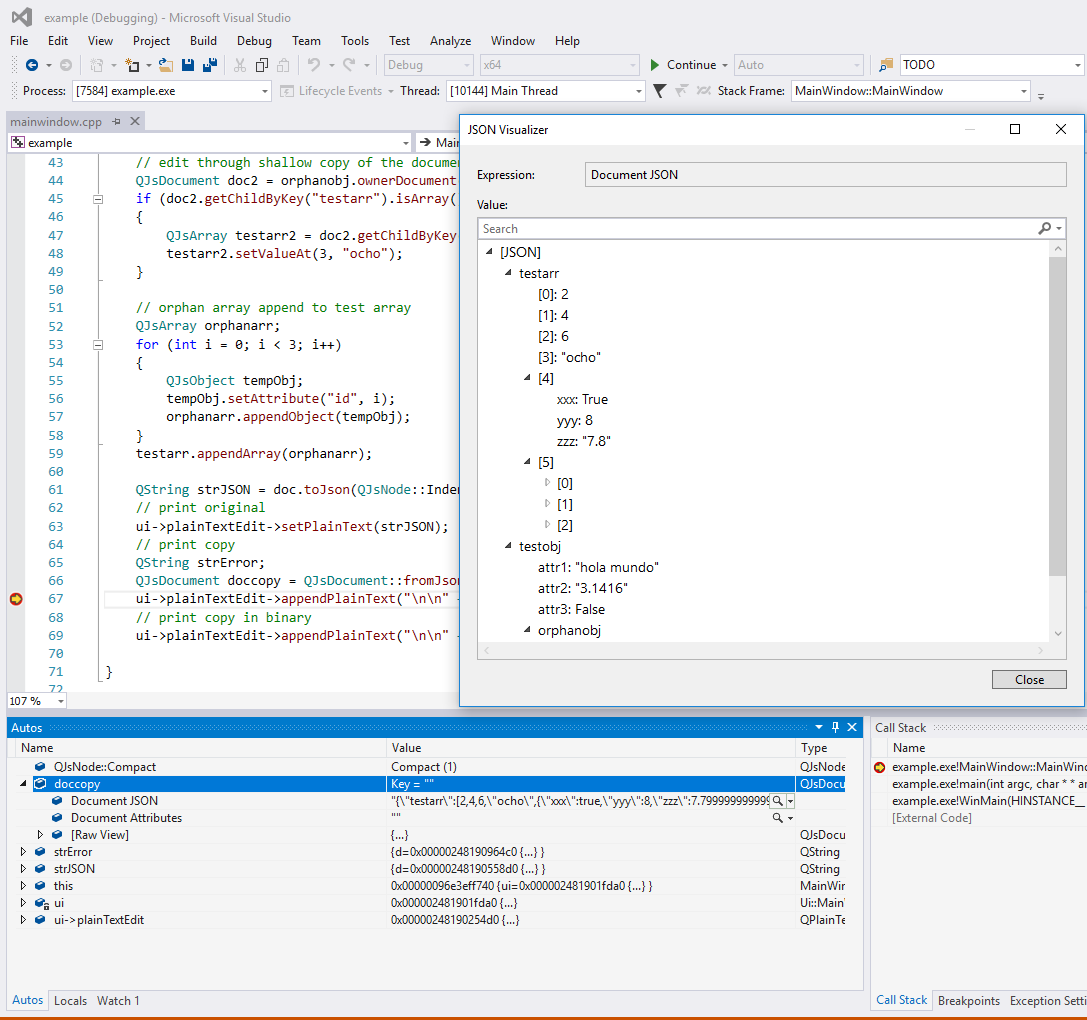 example (Debugging) - Microsoft Visual Studio
File Edit View Project Build Debug Team Tools Test Analyze Window Help
Debug x64 Continue Auto TODO
Process: [7584] example.exe Lifecycle Events Thread: [10144] Main Thread Stack Frame: MainWindow::MainWindow
mainwindow.cpp
example Mai
43 // edit through shallow copy of the docume
44 QJsDocument doc2 = orphanobj.ownerDocument
45 if (doc2.getChildByKey("testarr").isArray(
46 {
47 QJsArray testarr2 = doc2.getChildByKey
48 testarr2.setValueAt(3, "ocho");
49 }
50
51 // orphan array append to test array
52 QJsArray orphanarr;
53 for (int i = 0; i < 3; i++)
54 {
55 QJsObject tempObj;
56 tempObj.setAttribute("id", i);
57 orphanarr.appendObject(tempObj);
58 }
59 testarr.appendArray(orphanarr);
60
61 QString strJSON = doc.toJson(QJsNode::Inden
62 // print original
63 ui->plainTextEdit->setPlainText(strJSON);
64 // print copy
65 QString strError;
66 QJsDocument doccopy = QJsDocument::fromJson
67 ui->plainTextEdit->appendPlainText("\n\n" 
68 // print copy in binary
69 ui->plainTextEdit->appendPlainText("\n\n" 
70
71 }
72
107 %
JSON Visualizer
Expression: Document JSON
Value:
Search
[JSON]
testarr
[0]: 2
[1]: 4
[2]: 6
[3]: "ocho"
[4]
xxx: True
yyy: 8
zzz: "7.8"
[5]
[0]
[1]
[2]
testobj
attr1: "hola mundo"
attr2: "3.1416"
attr3: False
orphanobj
Close
Autos
Name Value Type
QJsNode::Compact Compact (1) QJsNode
doccopy Key = "" QJsDocu
Document JSON "{\"testarr\":[2,4,6,\"ocho\",{\"xxx\":true,\"yyy\":8,\"zzz\":7.799999999999
Document Attributes ""
[Raw View] {...} QJsDocu
strError {d=0x00000248190964c0 {...} } QString
strJSON {d=0x00000248190558d0 {...} } QString
this 0x00000096e3eff740 {ui=0x000002481901fda0 {...} } MainWin
ui 0x000002481901fda0 {...} Ui::Main
ui->plainTextEdit 0x00000248190254d0 {...} QPlainTe
Autos Locals Watch 1
Call Stack
Name
example.exe!MainWindow::MainWindo
example.exe!main(int argc, char * * ar
example.exe!WinMain(HINSTANCE__
[External Code]
Call Stack Breakpoints Exception Setti